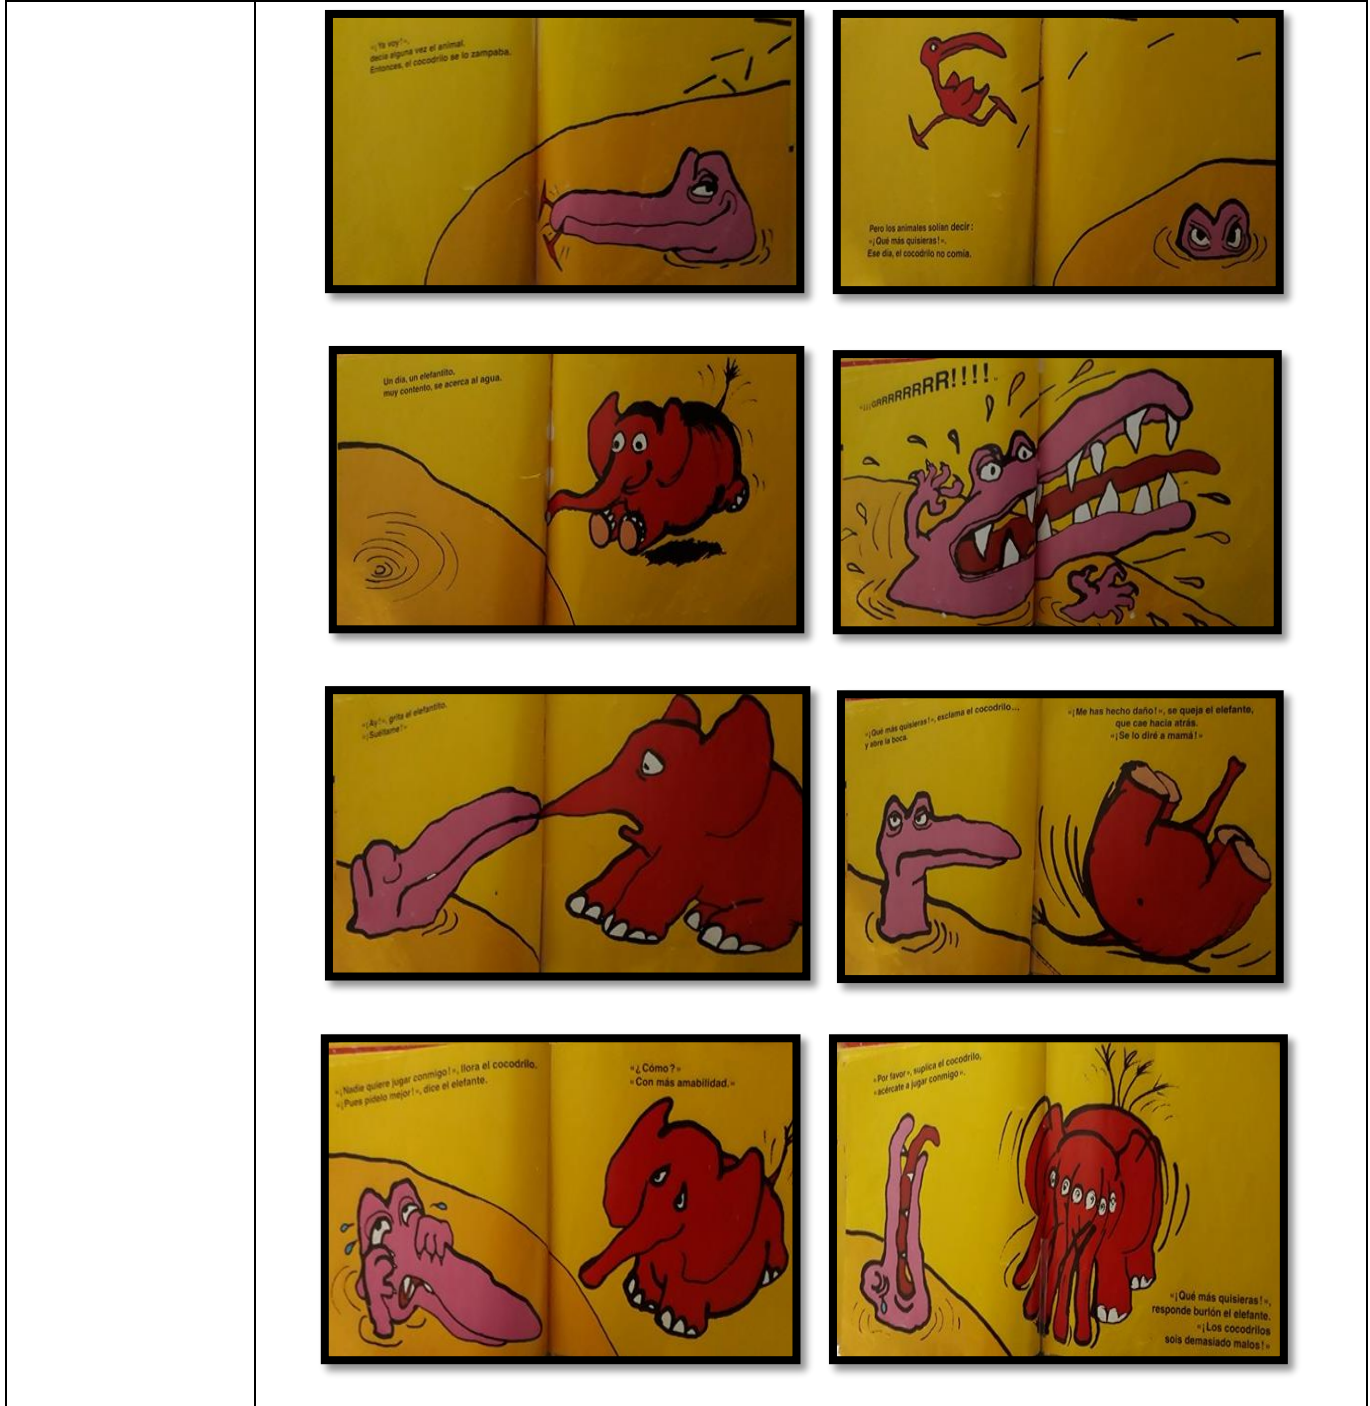 «¡Ya voy!»,
decía alguna vez el animal.
Entonces, el cocodrilo se lo zampaba.
Pero los animales solían decir:
«¡Qué más quisieras!».
Ese día, el cocodrilo no comía.
Un día, un elefantito,
muy contento, se acerca al agua.
«¡¡¡GRRRRRRRR!!!!»
«¡Ay!», grita el elefantito.
«¡Suéltame!»
«¡Qué más quisieras!», exclama el cocodrilo...
y abre la boca.
«¡Me has hecho daño!», se queja el elefante,
que cae hacia atrás.
«¡Se lo diré a mamá!»
«¡Nadie quiere jugar conmigo!», llora el cocodrilo.
«¡Pues pídelo mejor!», dice el elefante.
«¿Cómo?»
«Con más amabilidad.»
«Por favor», suplica el cocodrilo,
«acércate a jugar conmigo».
«¡Qué más quisieras!»,
responde burlón el elefante.
«¡Los cocodrilos
sois demasiado malos!»